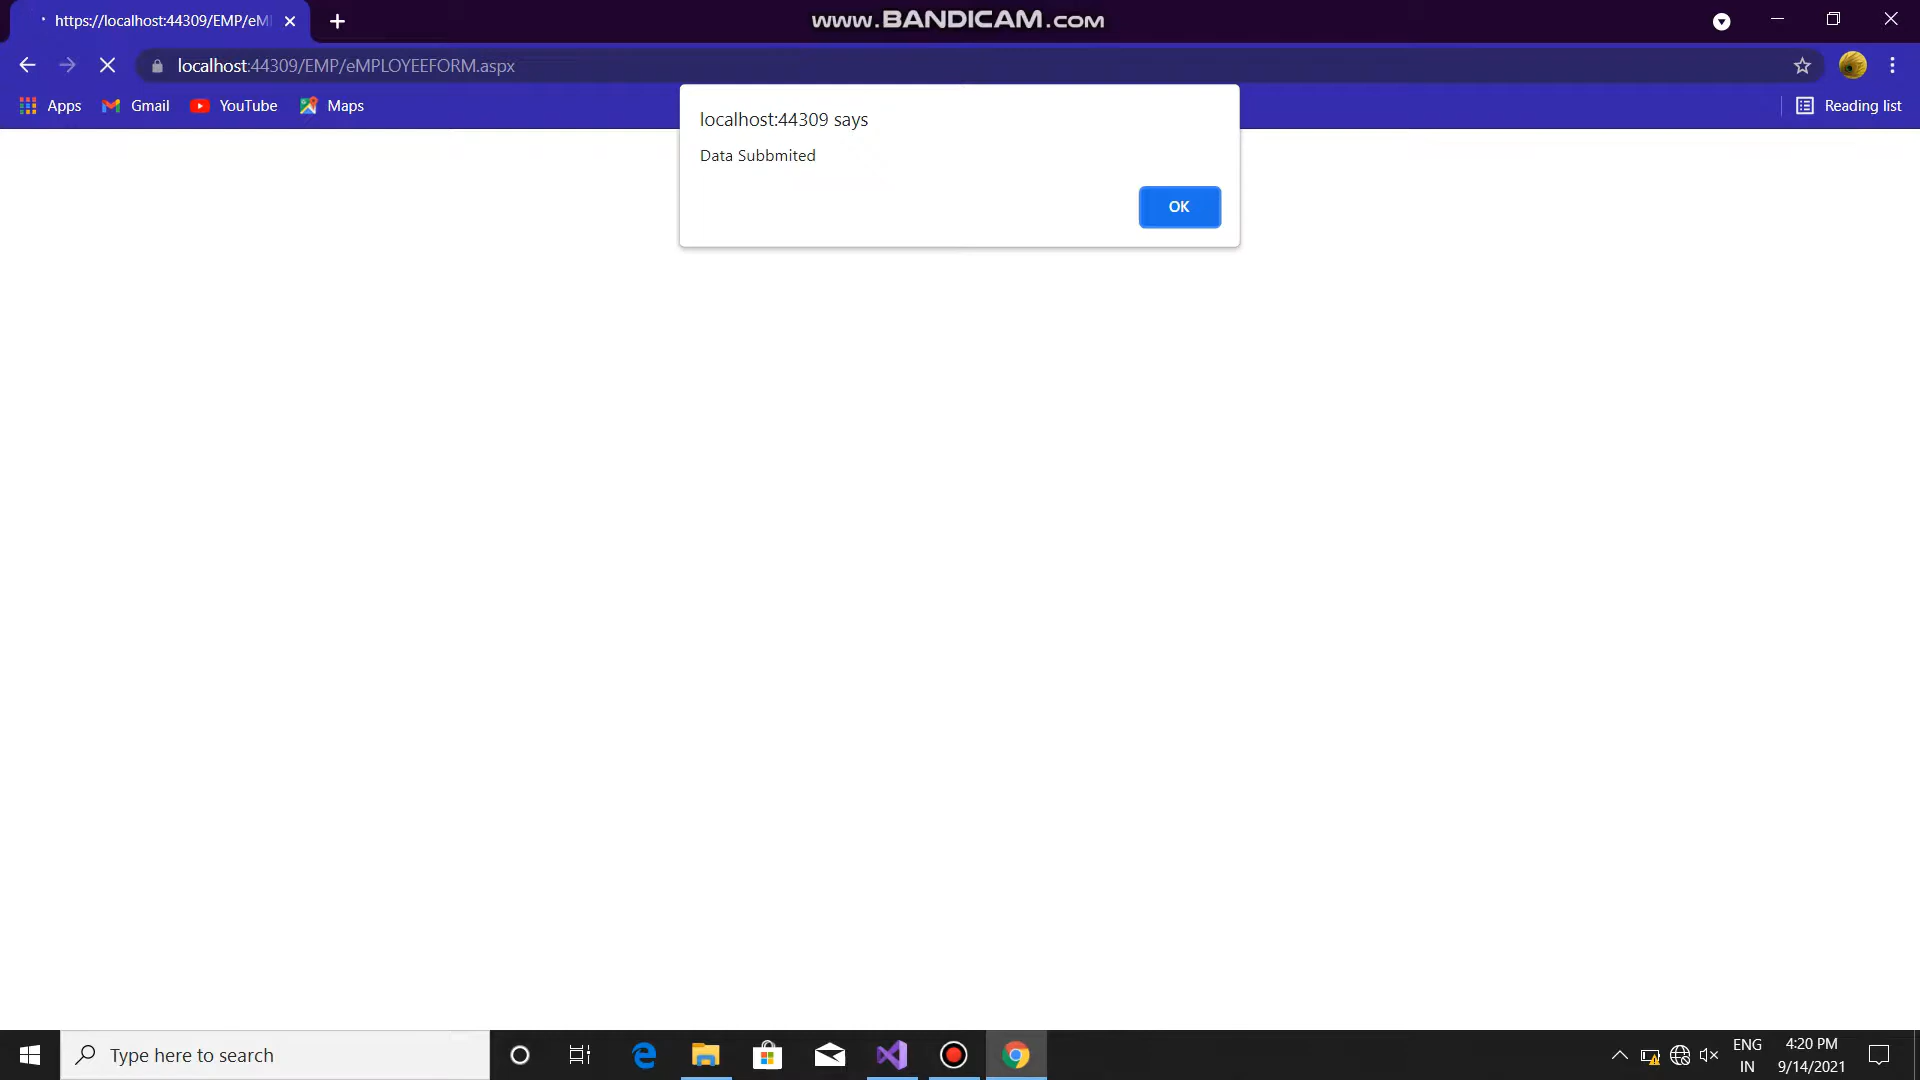 https://localhost:44309/EMP/eM
www.BANDICAM.com
localhost:44309/EMP/eMPLOYEEFORM.aspx
Apps
Gmail
YouTube
Maps
Reading list
localhost:44309 says
Data Subbmited
OK
Type here to search
ENG
IN
4:20 PM
9/14/2021